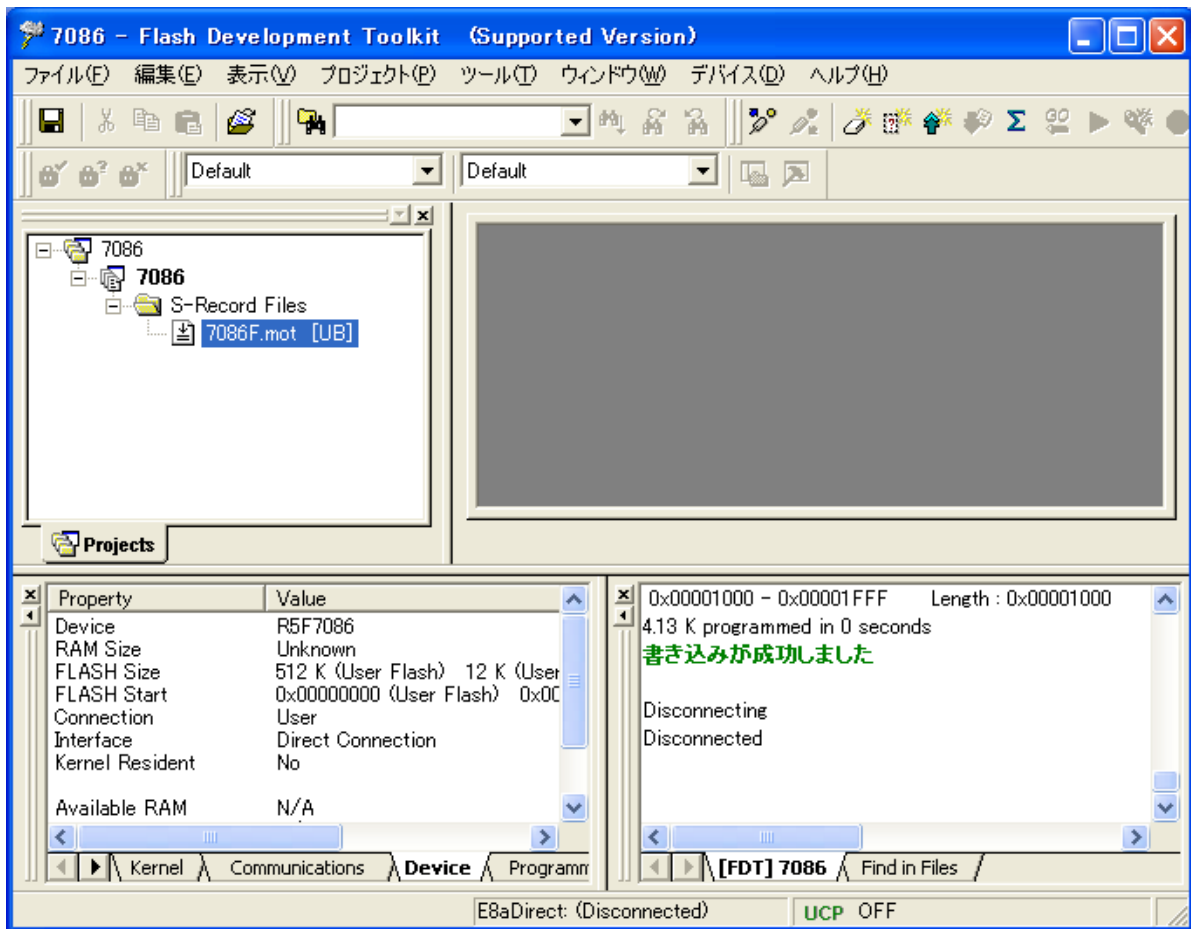 7086 - Flash Development Toolkit (Supported Version)
ファイル(F) 編集(E) 表示(V) プロジェクト(P) ツール(T) ウィンドウ(W) デバイス(D) ヘルプ(H)
Default Default
7086
7086
S-Record Files
7086F.mot [UB]
Projects
Property Value
Device R5F7086
RAM Size Unknown
FLASH Size 512 K (User Flash) 12 K (User
FLASH Start 0x00000000 (User Flash) 0x00
Connection User
Interface Direct Connection
Kernel Resident No
Available RAM N/A
Kernel Communications Device Programm
0x00001000 - 0x00001FFF Length : 0x00001000
4.13 K programmed in 0 seconds
書き込みが成功しました
Disconnecting
Disconnected
[FDT] 7086 Find in Files
E8aDirect: (Disconnected) UCP OFF